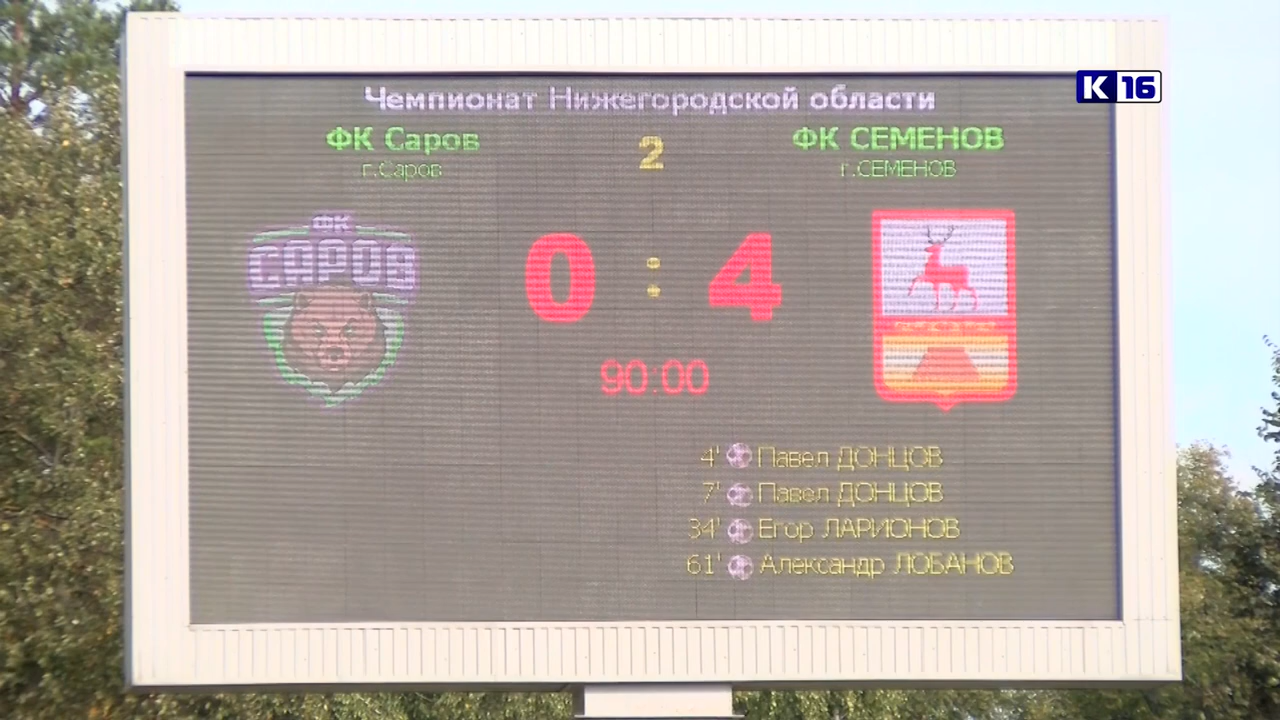 К 16
Чемпионат Нижегородской области
ФК Саров
2
ФК СЕМЕНОВ
г.Саров
г.СЕМЕНОВ
ФК
САРОВ
0 : 4
90:00
4' Павел ДОНЦОВ
7' Павел ДОНЦОВ
34' Егор ЛАРИОНОВ
61' Александр ЛОБАНОВ